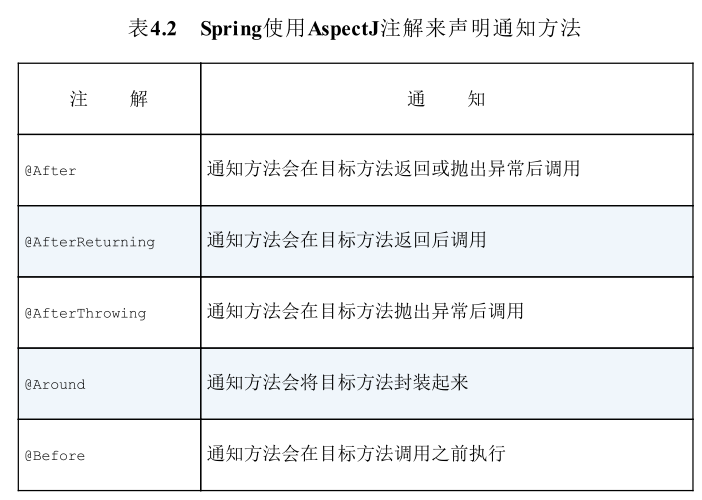 表4.2 Spring使用AspectJ注解来声明通知方法
注 解 通 知
@After 通知方法会在目标方法返回或抛出异常后调用
@AfterReturning 通知方法会在目标方法返回后调用
@AfterThrowing 通知方法会在目标方法抛出异常后调用
@Around 通知方法会将目标方法封装起来
@Before 通知方法会在目标方法调用之前执行